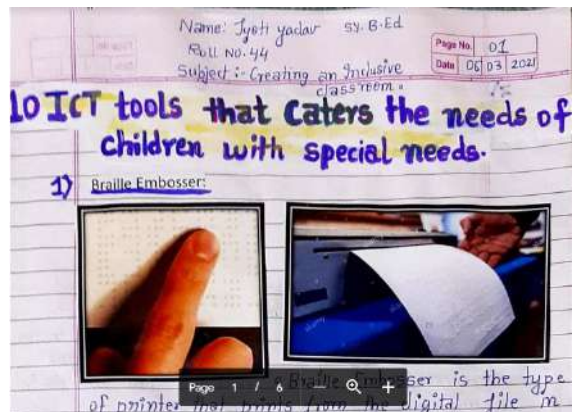 Name: Jyoti yadav SY. B.Ed
Roll No. 44
Subject :- Creating an Inclusive
classroom.
Page No. 01
Date 06 03 2021
10 ICT tools that Caters the needs of
children with special needs.
1) Braille Embosser:
Page 1 / 6 +
Braille Embosser is the type
of printer that prints from the digital file in